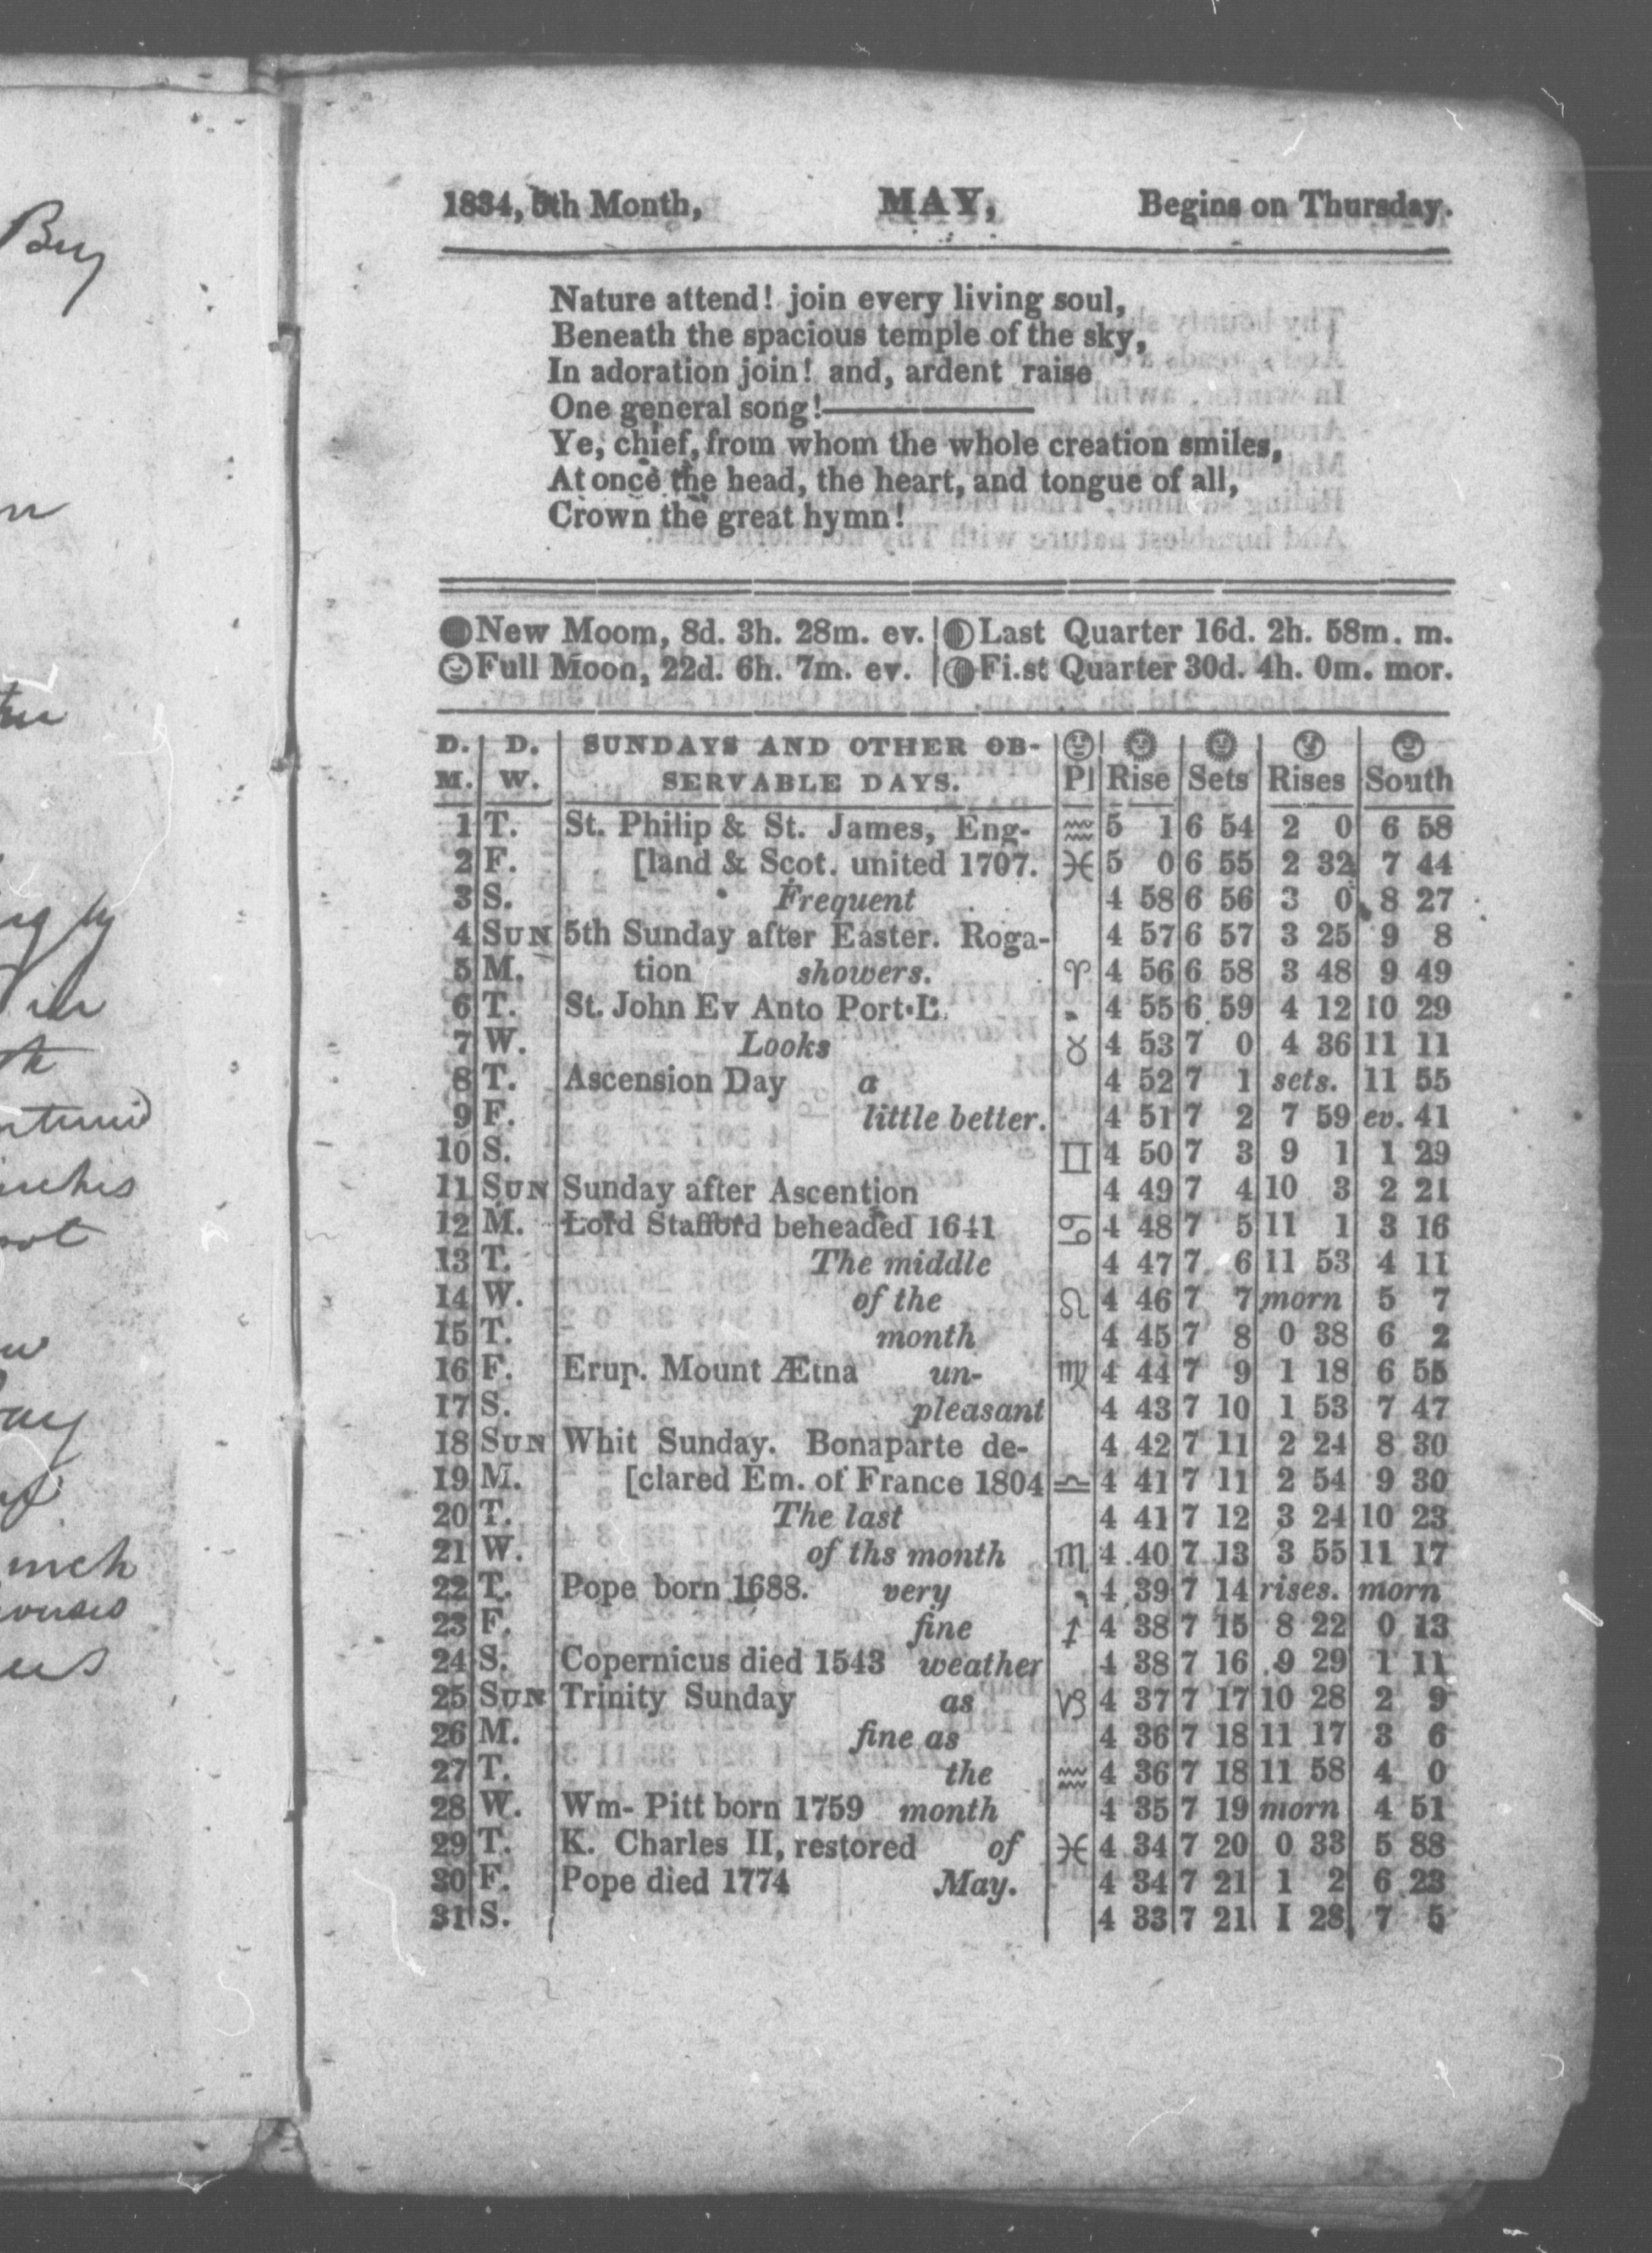 Buy
1834, 5th Month, MAY, Begins on Thursday.
Nature attend! join every living soul,
Beneath the spacious temple of the sky,
In adoration join! and, ardent raise
One general song!————
Ye, chief, from whom the whole creation smiles,
At once the head, the heart, and tongue of all,
Crown the great hymn!
New Moom, 8d. 3h. 28m. ev. Last Quarter 16d. 2h. 58m. m.
Full Moon, 22d. 6h. 7m. ev. Fi.st Quarter 30d. 4h. 0m. mor.
D. D. SUNDAYS AND OTHER OB-
M. W. SERVABLE DAYS. Pl Rise Sets Rises South
1 T. St. Philip & St. James, Eng- ♒ 5 1 6 54 2 0 6 58
2 F. [land & Scot. united 1707. ♓ 5 0 6 55 2 32 7 44
3 S. Frequent 4 58 6 56 3 0 8 27
4 SUN 5th Sunday after Easter. Roga- 4 57 6 57 3 25 9 8
5 M. tion showers. ♈ 4 56 6 58 3 48 9 49
6 T. St. John Ev Anto Port. L. 4 55 6 59 4 12 10 29
7 W. Looks ♉ 4 53 7 0 4 36 11 11
8 T. Ascension Day a 4 52 7 1 sets. 11 55
9 F. little better. 4 51 7 2 7 59 ev. 41
10 S. ♊ 4 50 7 3 9 1 1 29
11 SUN Sunday after Ascention 4 49 7 4 10 3 2 21
12 M. Lord Stafford beheaded 1641 ♋ 4 48 7 5 11 1 3 16
13 T. The middle 4 47 7 6 11 53 4 11
14 W. of the ♌ 4 46 7 7 morn 5 7
15 T. month 4 45 7 8 0 38 6 2
16 F. Erup. Mount Ætna un- ♍ 4 44 7 9 1 18 6 55
17 S. pleasant 4 43 7 10 1 53 7 47
18 SUN Whit Sunday. Bonaparte de- 4 42 7 11 2 24 8 30
19 M. [clared Em. of France 1804 ♎ 4 41 7 11 2 54 9 30
20 T. The last 4 41 7 12 3 24 10 23
21 W. of ths month ♏ 4 40 7 13 3 55 11 17
22 T. Pope born 1688. very 4 39 7 14 rises. morn
23 F. fine ♐ 4 38 7 15 8 22 0 13
24 S. Copernicus died 1543 weather 4 38 7 16 9 29 1 11
25 SUN Trinity Sunday as ♑ 4 37 7 17 10 28 2 9
26 M. fine as 4 36 7 18 11 17 3 6
27 T. the ♒ 4 36 7 18 11 58 4 0
28 W. Wm- Pitt born 1759 month 4 35 7 19 morn 4 51
29 T. K. Charles II, restored of ♓ 4 34 7 20 0 33 5 88
30 F. Pope died 1774 May. 4 34 7 21 1 2 6 23
31 S. 4 33 7 21 1 28 7 5